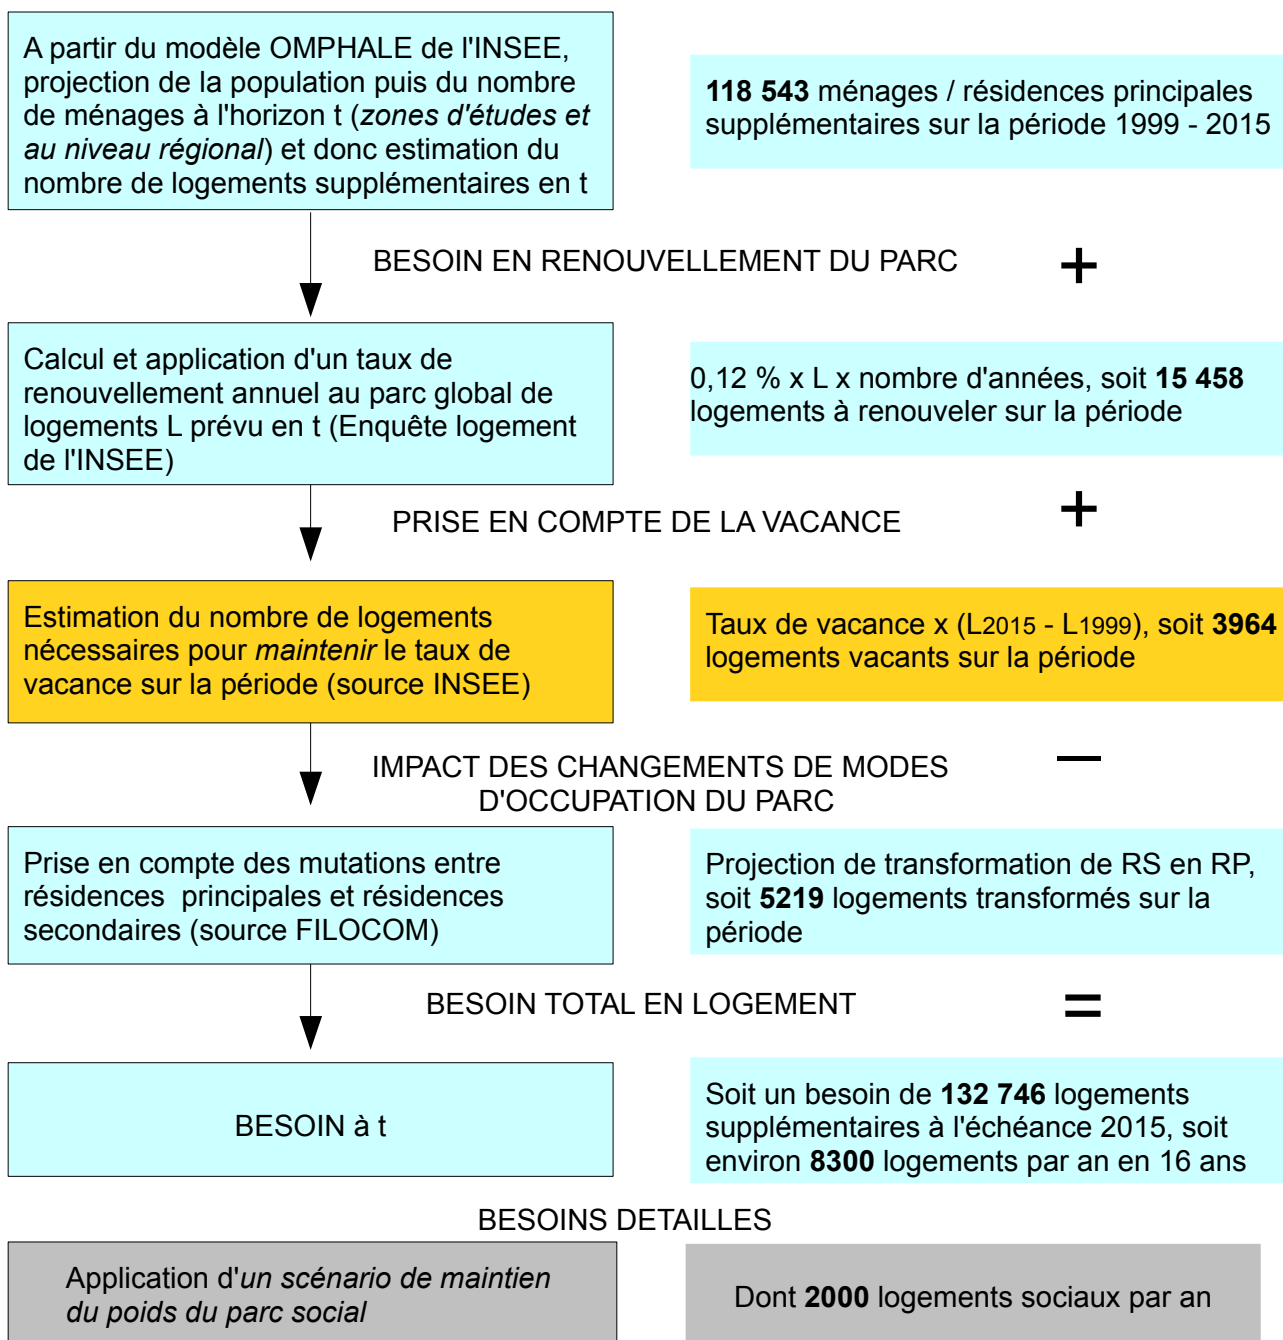 A partir du modèle OMPHALE de l'INSEE,
projection de la population puis du nombre
de ménages à l'horizon t (zones d'études et
au niveau régional) et donc estimation du
nombre de logements supplémentaires en t
118 543 ménages / résidences principales
supplémentaires sur la période 1999 - 2015
BESOIN EN RENOUVELLEMENT DU PARC
+
Calcul et application d'un taux de
renouvellement annuel au parc global de
logements L prévu en t (Enquête logement
de l'INSEE)
0,12 % x L x nombre d'années, soit 15 458
logements à renouveler sur la période
PRISE EN COMPTE DE LA VACANCE
+
Estimation du nombre de logements
nécessaires pour maintenir le taux de
vacance sur la période (source INSEE)
Taux de vacance x (L2015 - L1999), soit 3964
logements vacants sur la période
IMPACT DES CHANGEMENTS DE MODES
D'OCCUPATION DU PARC
—
Prise en compte des mutations entre
résidences principales et résidences
secondaires (source FILOCOM)
Projection de transformation de RS en RP,
soit 5219 logements transformés sur la
période
BESOIN TOTAL EN LOGEMENT
=
BESOIN à t
Soit un besoin de 132 746 logements
supplémentaires à l'échéance 2015, soit
environ 8300 logements par an en 16 ans
BESOINS DETAILLES
Application d'un scénario de maintien
du poids du parc social
Dont 2000 logements sociaux par an